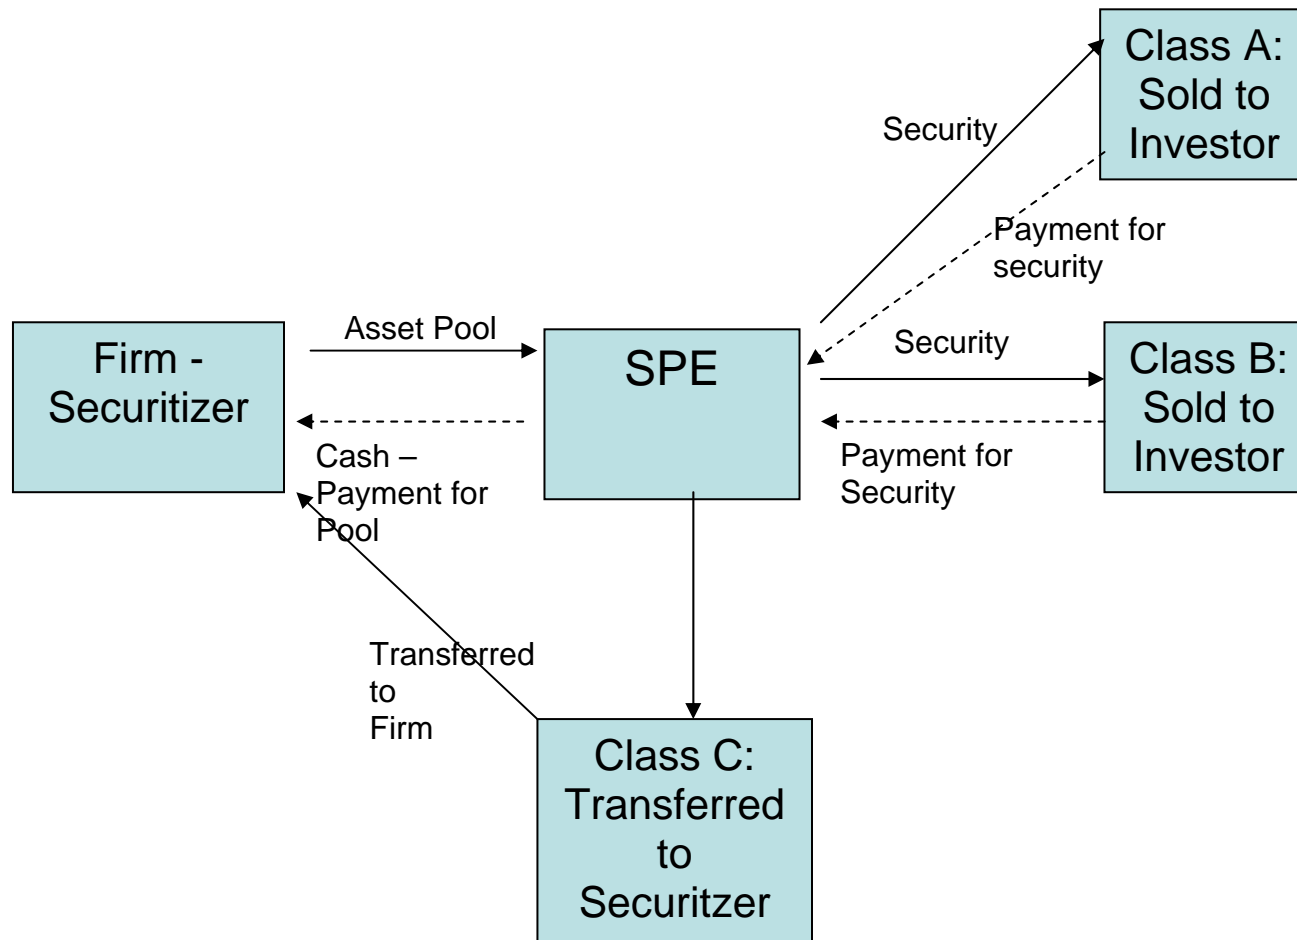 Class A:
Sold to
Investor
Security
Payment for
security
Firm -
Securitizer
Asset Pool
SPE
Security
Class B:
Sold to
Investor
Cash –
Payment for
Pool
Payment for
Security
Transferred
to
Firm
Class C:
Transferred
to
Securitzer